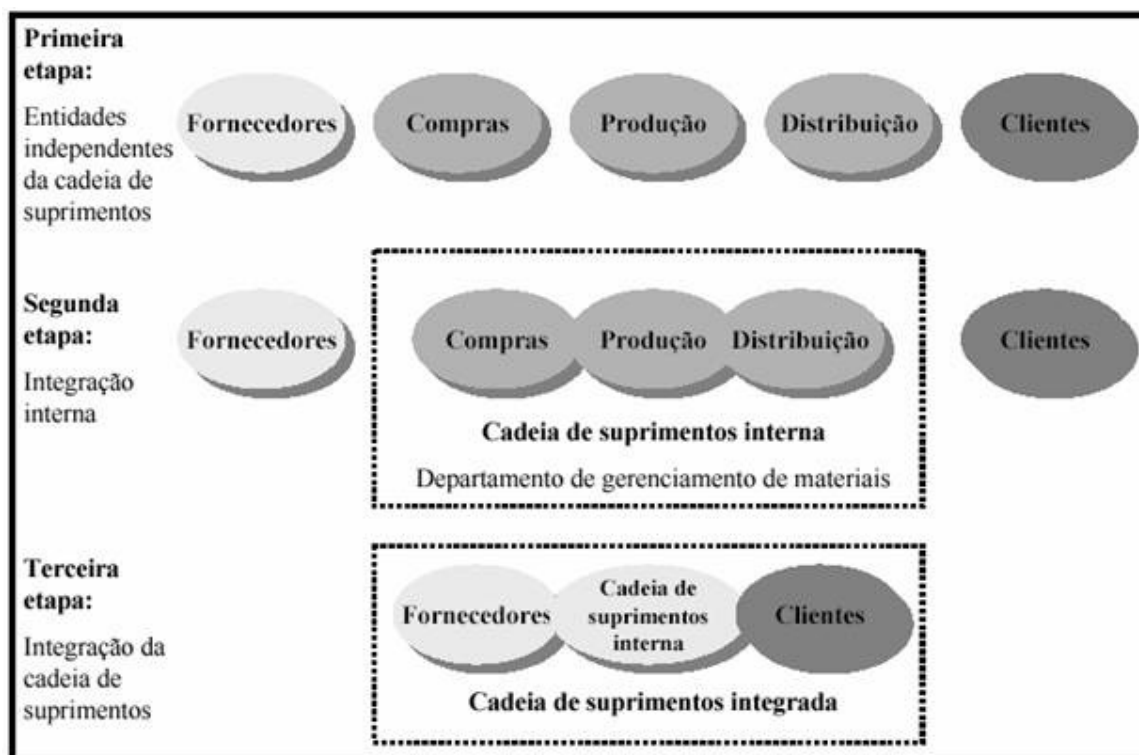 Primeira
etapa:
Entidades
independentes
da cadeia de
suprimentos
Fornecedores
Compras
Produção
Distribuição
Clientes
Segunda
etapa:
Integração
interna
Fornecedores
Compras
Produção
Distribuição
Clientes
Cadeia de suprimentos interna
Departamento de gerenciamento de materiais
Terceira
etapa:
Integração da
cadeia de
suprimentos
Fornecedores
Cadeia de
suprimentos
interna
Clientes
Cadeia de suprimentos integrada